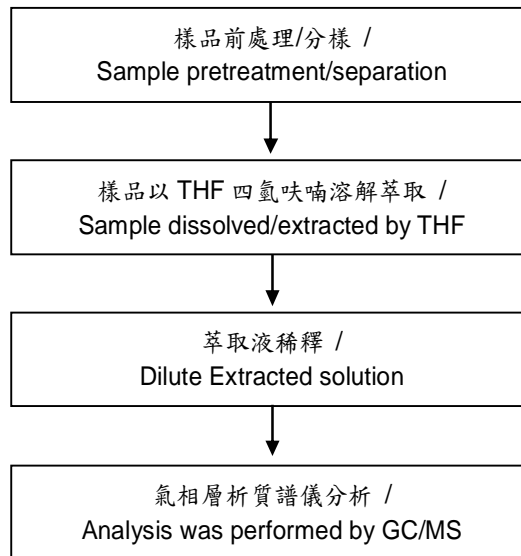 樣品前處理/分樣 /
Sample pretreatment/separation
樣品以 THF 四氫呋喃溶解萃取 /
Sample dissolved/extracted by THF
萃取液稀釋 /
Dilute Extracted solution
氣相層析質譜儀分析 /
Analysis was performed by GC/MS